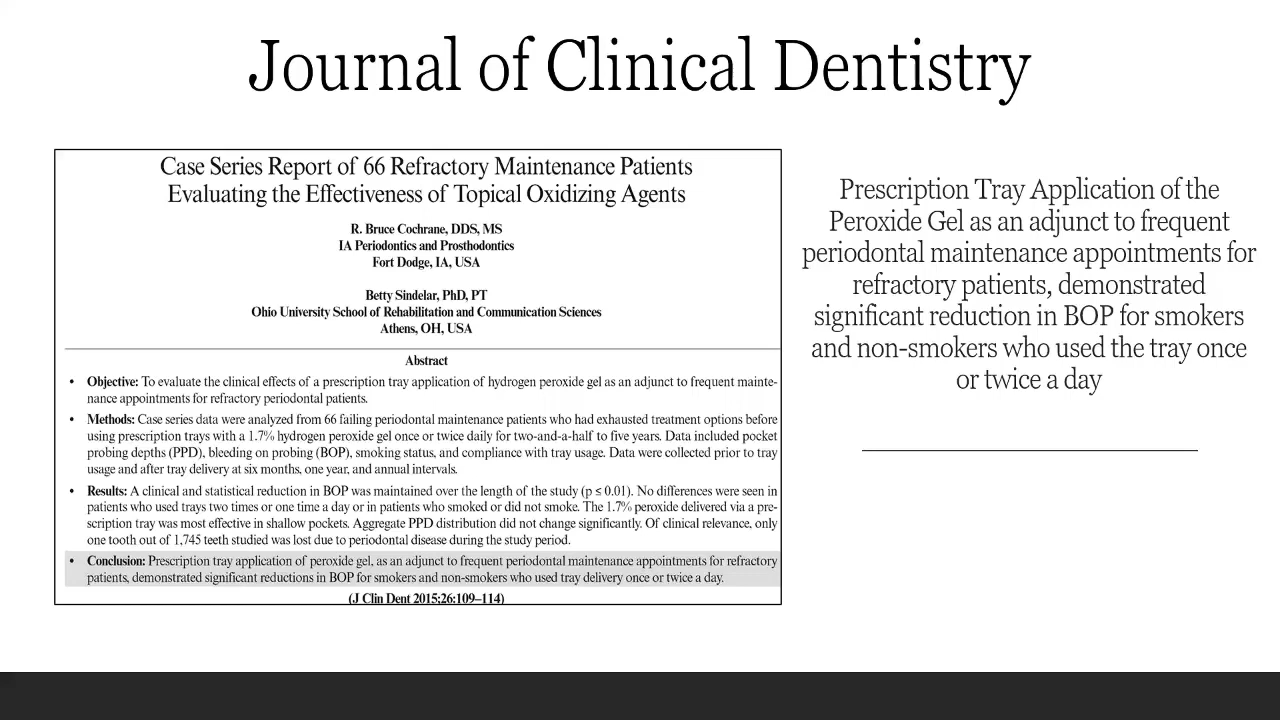 Journal of Clinical Dentistry
Case Series Report of 66 Refractory Maintenance Patients
Evaluating the Effectiveness of Topical Oxidizing Agents
R. Bruce Cochrane, DDS, MS
IA Periodontics and Prosthodontics
Fort Dodge, IA, USA
Betty Sindelar, PhD, PT
Ohio University School of Rehabilitation and Communication Sciences
Athens, OH, USA
Abstract
• Objective: To evaluate the clinical effects of a prescription tray application of hydrogen peroxide gel as an adjunct to frequent mainte-
nance appointments for refractory periodontal patients.
• Methods: Case series data were analyzed from 66 failing periodontal maintenance patients who had exhausted treatment options before
using prescription trays with a 1.7% hydrogen peroxide gel once or twice daily for two-and-a-half to five years. Data included pocket
probing depths (PPD), bleeding on probing (BOP), smoking status, and compliance with tray usage. Data were collected prior to tray
usage and after tray delivery at six months, one year, and annual intervals.
• Results: A clinical and statistical reduction in BOP was maintained over the length of the study (p ≤ 0.01). No differences were seen in
patients who used trays two times or one time a day or in patients who smoked or did not smoke. The 1.7% peroxide delivered via a pre-
scription tray was most effective in shallow pockets. Aggregate PPD distribution did not change significantly. Of clinical relevance, only
one tooth out of 1,745 teeth studied was lost due to periodontal disease during the study period.
• Conclusion: Prescription tray application of peroxide gel, as an adjunct to frequent periodontal maintenance appointments for refractory
patients, demonstrated significant reductions in BOP for smokers and non-smokers who used tray delivery once or twice a day.
(J Clin Dent 2015;26:109–114)
Prescription Tray Application of the
Peroxide Gel as an adjunct to frequent
periodontal maintenance appointments for
refractory patients, demonstrated
significant reduction in BOP for smokers
and non-smokers who used the tray once
or twice a day